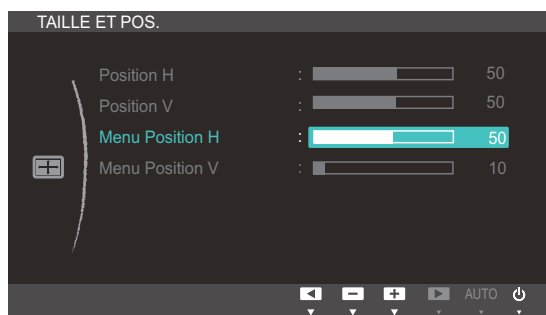 TAILLE ET POS.
Position H : 50
Position V : 50
Menu Position H : 50
Menu Position V : 10
AUTO